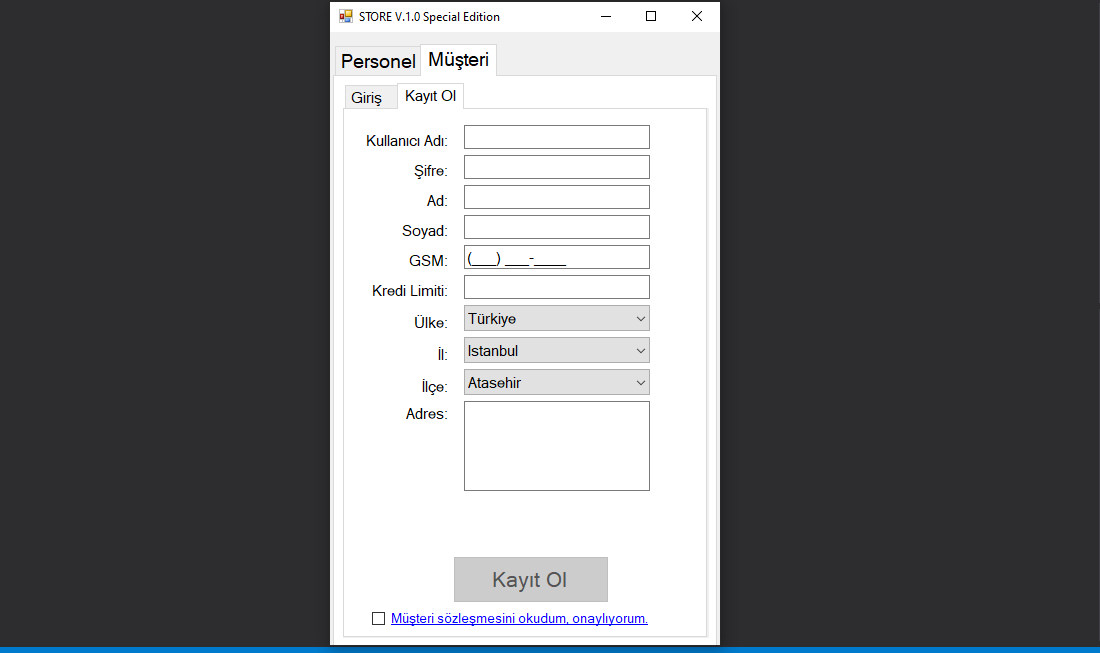 STORE V.1.0 Special Edition
Personel Müşteri
Giriş Kayıt Ol
Kullanıcı Adı:
Şifre:
Ad:
Soyad:
GSM: (___) ___-____
Kredi Limiti:
Ülke: Türkiye
İl: Istanbul
İlçe: Atasehir
Adres:
Kayıt Ol
Müşteri sözleşmesini okudum, onaylıyorum.